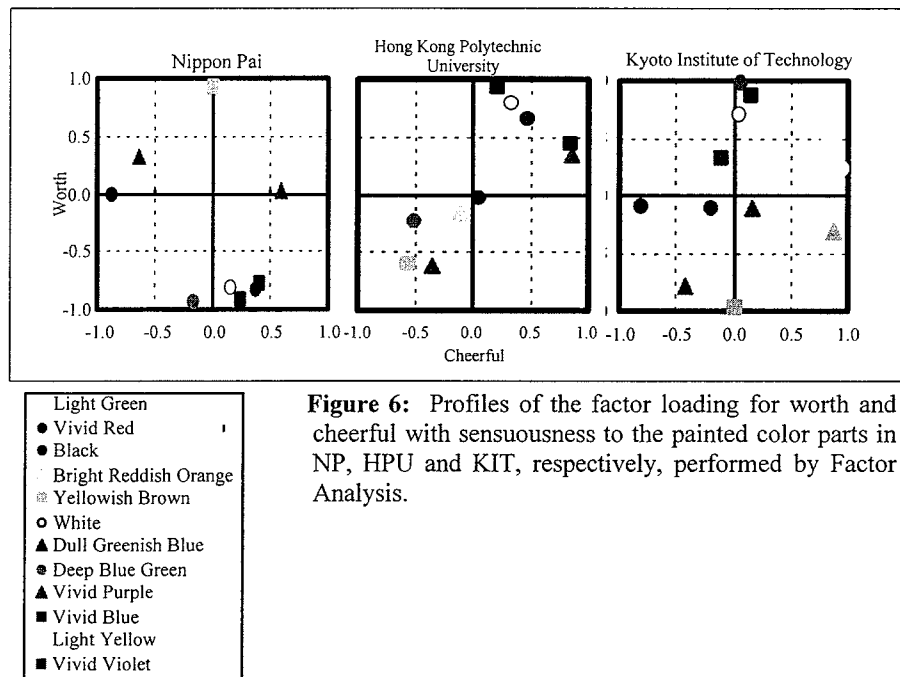 Nippon Pai
Hong Kong Polytechnic
University
Kyoto Institute of Technology
1.0
0.5
0.0
-0.5
-1.0
Worth
1
0
-1.0 -0.5 0.0 0.5 1.0
-1.0 -0.5 0.0 0.5 1.0
-1.0 -0.5 0.0 0.5 1.0
Cheerful
Light Green
Vivid Red
Black
Bright Reddish Orange
Yellowish Brown
White
Dull Greenish Blue
Deep Blue Green
Vivid Purple
Vivid Blue
Light Yellow
Vivid Violet
Figure 6: Profiles of the factor loading for worth and
cheerful with sensuousness to the painted color parts in
NP, HPU and KIT, respectively, performed by Factor
Analysis.